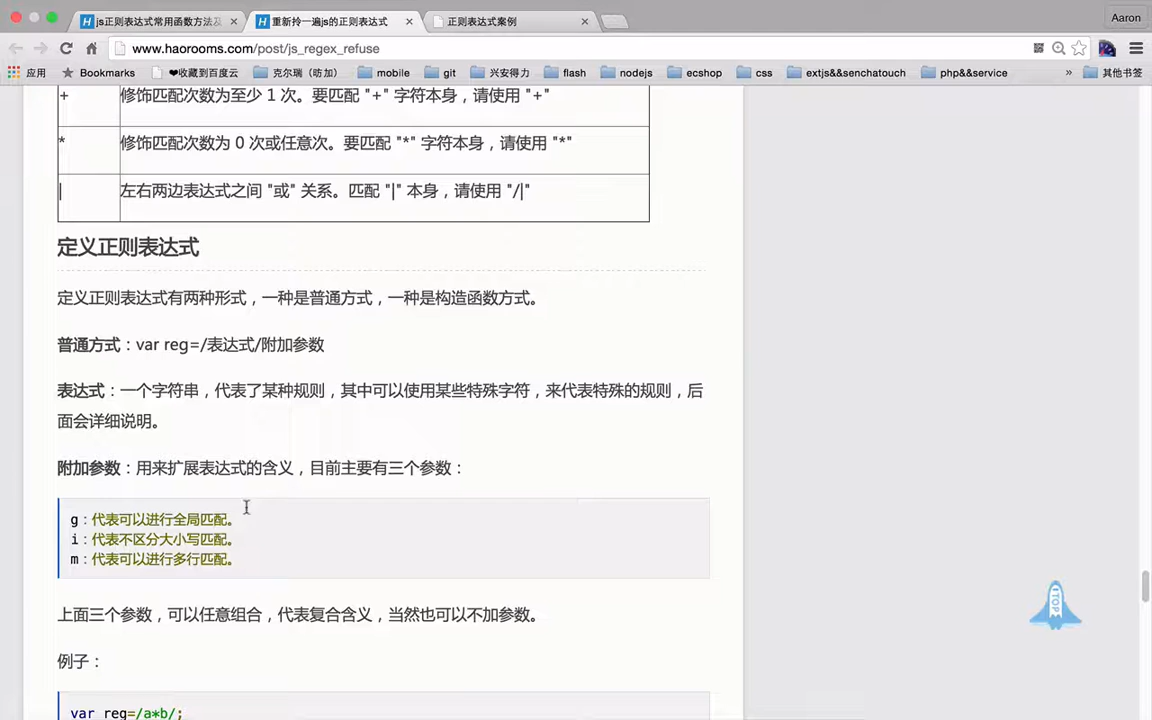 js正则表达式常用函数方法及
重新拎一遍js的正则表达式
正则表达式案例
Aaron
www.haorooms.com/post/js_regex_refuse
应用 Bookmarks ❤收藏到百度云 克尔瑞（昉加） mobile git 兴安得力 flash nodejs ecshop css extjs&&senchatouch php&&service » 其他书签
+ 修饰匹配次数为至少 1 次。要匹配 "+" 字符本身，请使用 "+"
* 修饰匹配次数为 0 次或任意次。要匹配 "*" 字符本身，请使用 "*"
| 左右两边表达式之间 "或" 关系。匹配 "|" 本身，请使用 "/|"
定义正则表达式
定义正则表达式有两种形式，一种是普通方式，一种是构造函数方式。
普通方式：var reg=/表达式/附加参数
表达式：一个字符串，代表了某种规则，其中可以使用某些特殊字符，来代表特殊的规则，后
面会详细说明。
附加参数：用来扩展表达式的含义，目前主要有三个参数：
g：代表可以进行全局匹配。
i：代表不区分大小写匹配。
m：代表可以进行多行匹配。
上面三个参数，可以任意组合，代表复合含义，当然也可以不加参数。
例子：
var reg=/a*b/;
TOP